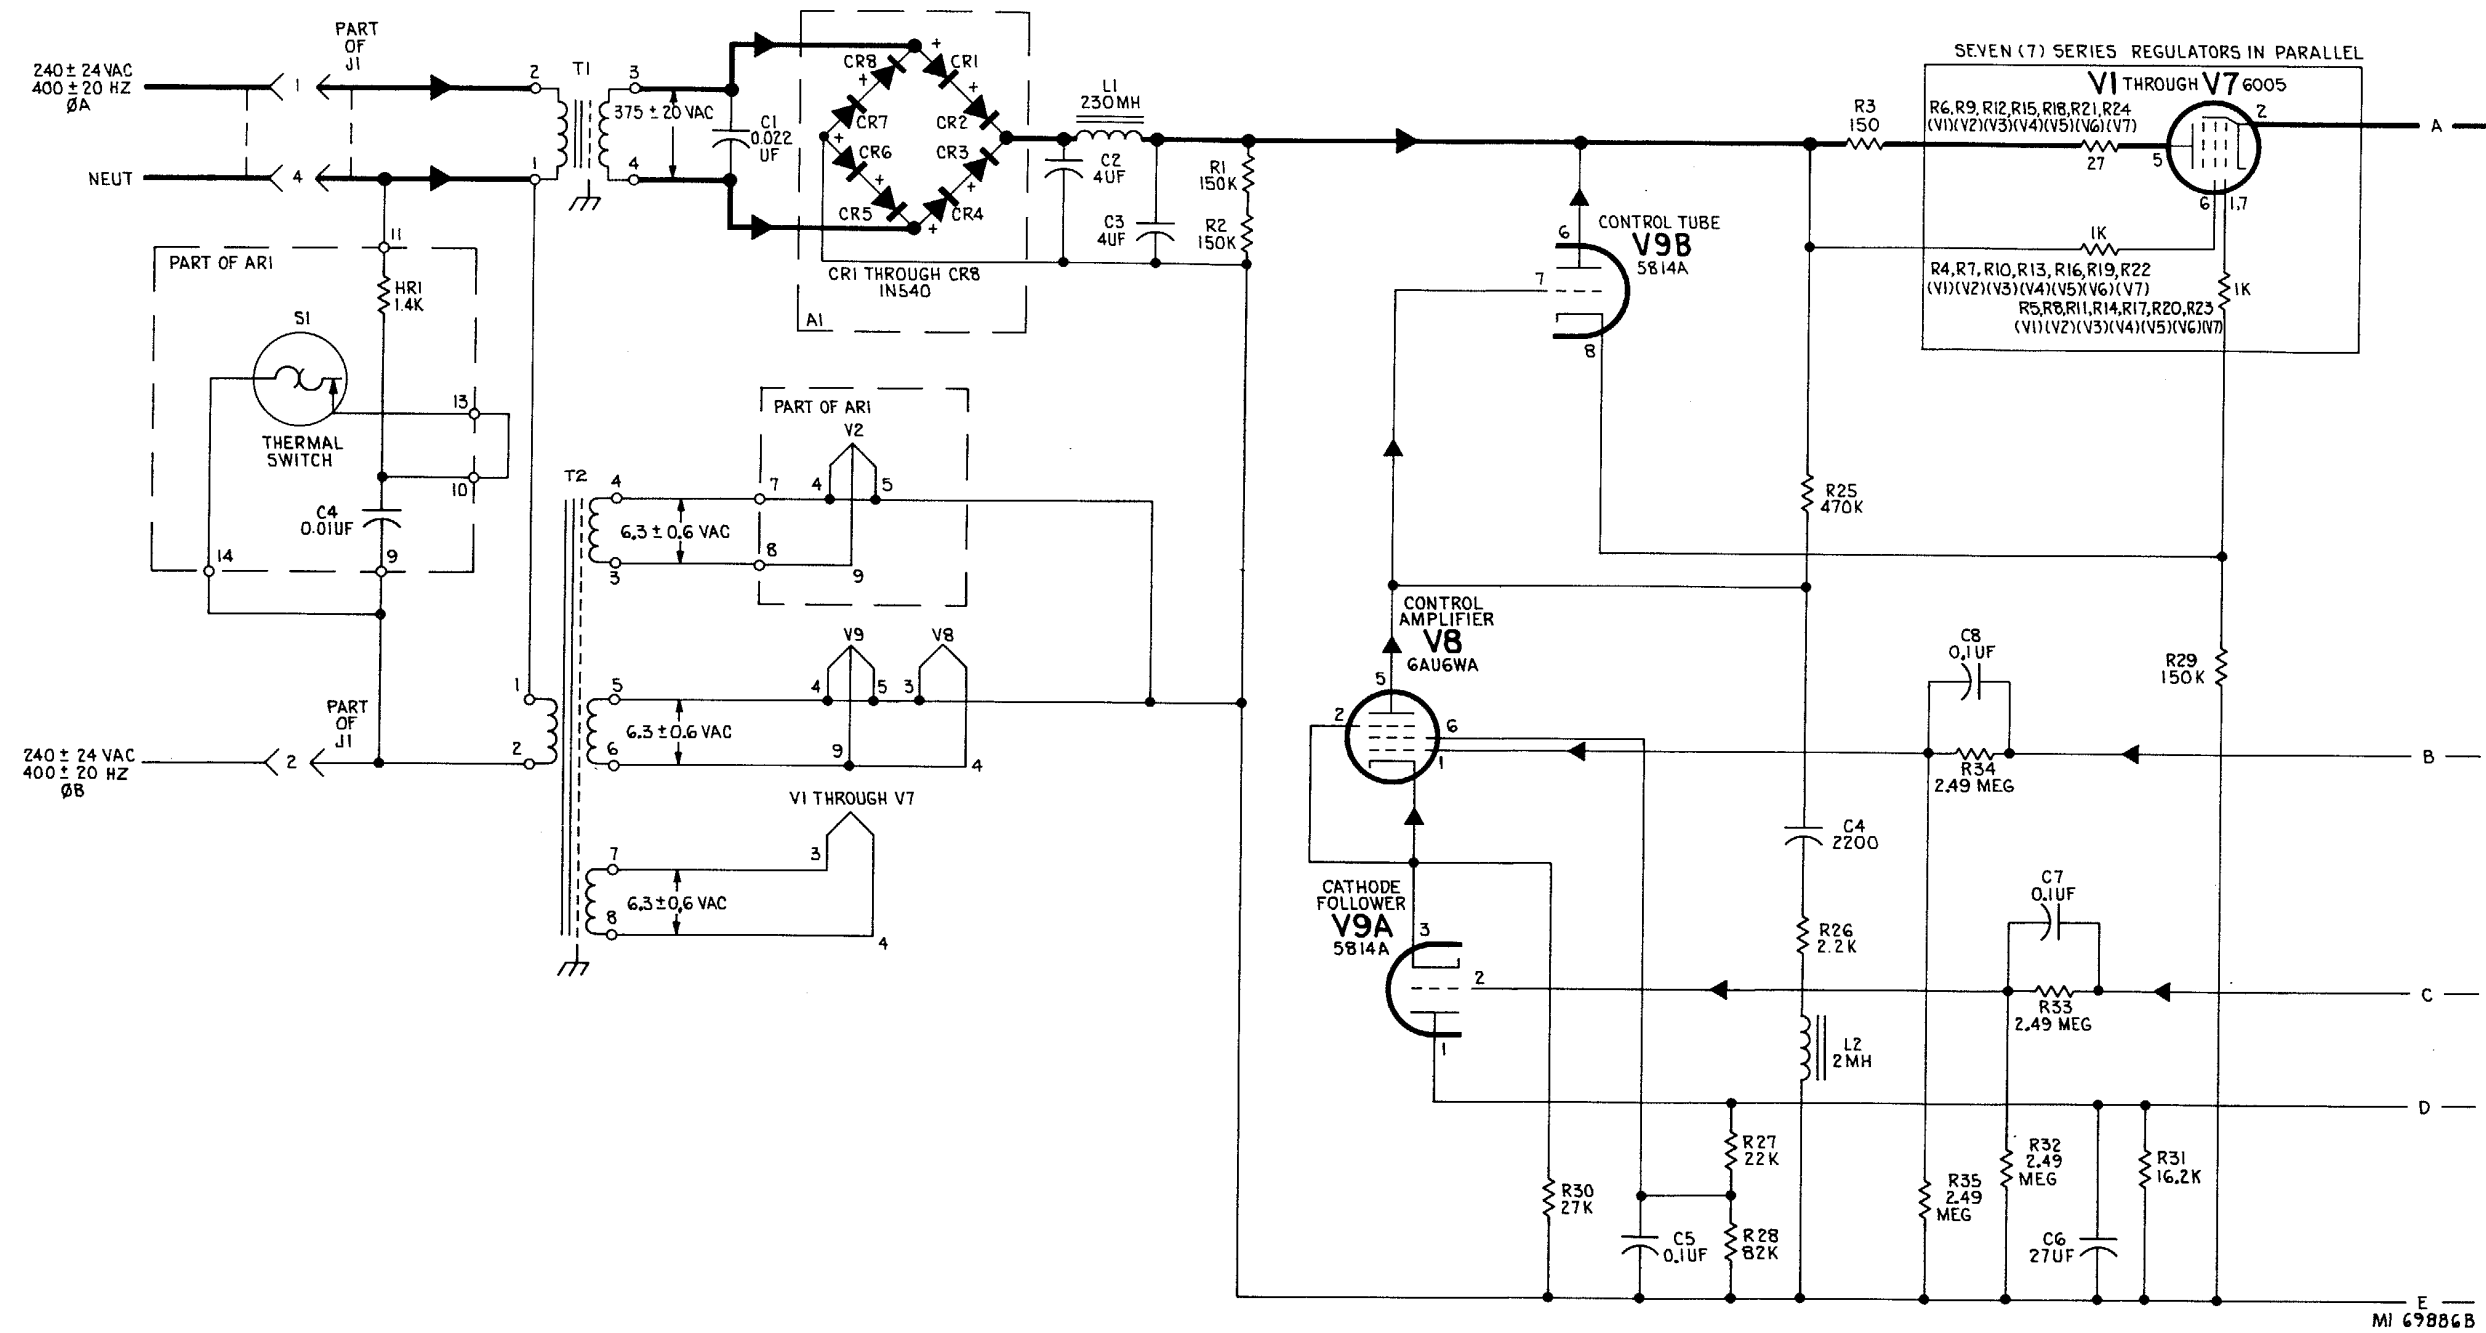 240 ± 24 VAC
400 ± 20 HZ
ØA
PART
OF
J1
1
2
T1
3
375 ± 20 VAC
C1
0.022
UF
NEUT
4
1
4
CR8
+
CR1
+
+
CR7
CR2
CR6
CR3
+
+
CR5
CR4
+
+
CR1 THROUGH CR8
1N540
A1
L1
230MH
C2
4UF
C3
4UF
R1
150K
R2
150K
SEVEN (7) SERIES REGULATORS IN PARALLEL
V1 THROUGH V7 6005
R3
150
R6,R9,R12,R15,R18,R21,R24
(V1)(V2)(V3)(V4)(V5)(V6)(V7)
27
5
2
6
1,7
A
1K
R4,R7,R10,R13,R16,R19,R22
(V1)(V2)(V3)(V4)(V5)(V6)(V7)
1K
R5,R8,R11,R14,R17,R20,R23
(V1)(V2)(V3)(V4)(V5)(V6)(V7)
CONTROL TUBE
V9B
5814A
6
7
8
PART OF AR1
11
HR1
1.4K
S1
THERMAL
SWITCH
13
10
C4
0.01UF
14
9
PART OF AR1
V2
T2
4
7
4
5
6.3 ± 0.6 VAC
8
3
9
R25
470K
CONTROL
AMPLIFIER
V8
6AU6WA
5
2
6
1
C8
0.1UF
R34
2.49 MEG
R29
150K
B
V9
V8
5
4
5
3
6.3 ± 0.6 VAC
6
9
4
1
2
PART
OF
J1
240 ± 24 VAC
400 ± 20 HZ
ØB
2
V1 THROUGH V7
7
3
6.3 ± 0.6 VAC
8
4
C4
2200
CATHODE
FOLLOWER
V9A
5814A
3
2
1
R26
2.2K
C7
0.1UF
R33
2.49 MEG
C
L2
2MH
D
R27
22K
R32
2.49
MEG
R31
16.2K
R30
27K
R35
2.49
MEG
C5
0.1UF
R28
82K
C6
27UF
E
MI 69886B